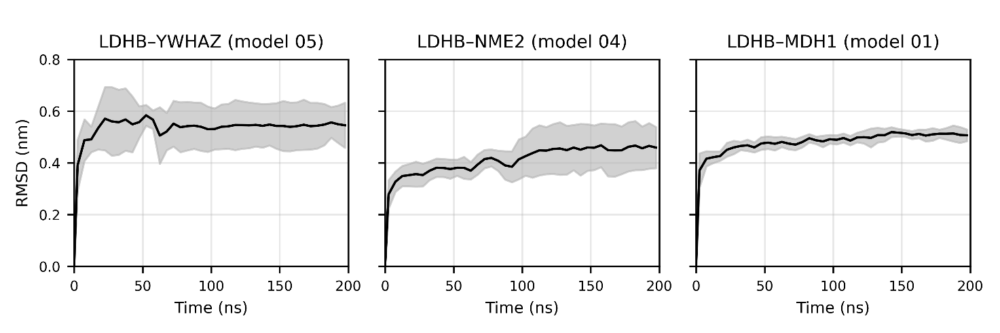 LDHB–YWHAZ (model 05)
LDHB–NME2 (model 04)
LDHB–MDH1 (model 01)
RMSD (nm)
0.8
0.6
0.4
0.2
0.0
0 50 100 150 200
0 50 100 150 200
0 50 100 150 200
Time (ns)
Time (ns)
Time (ns)